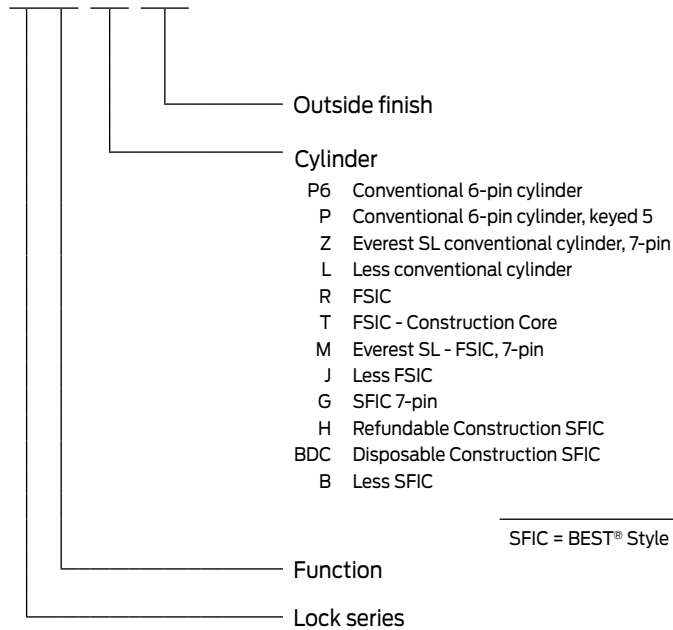 Outside finish
Cylinder
P6 Conventional 6-pin cylinder
P Conventional 6-pin cylinder, keyed 5
Z Everest SL conventional cylinder, 7-pin
L Less conventional cylinder
R FSIC
T FSIC - Construction Core
M Everest SL - FSIC, 7-pin
J Less FSIC
G SFIC 7-pin
H Refundable Construction SFIC
BDC Disposable Construction SFIC
B Less SFIC
SFIC = BEST® Style
Function
Lock series